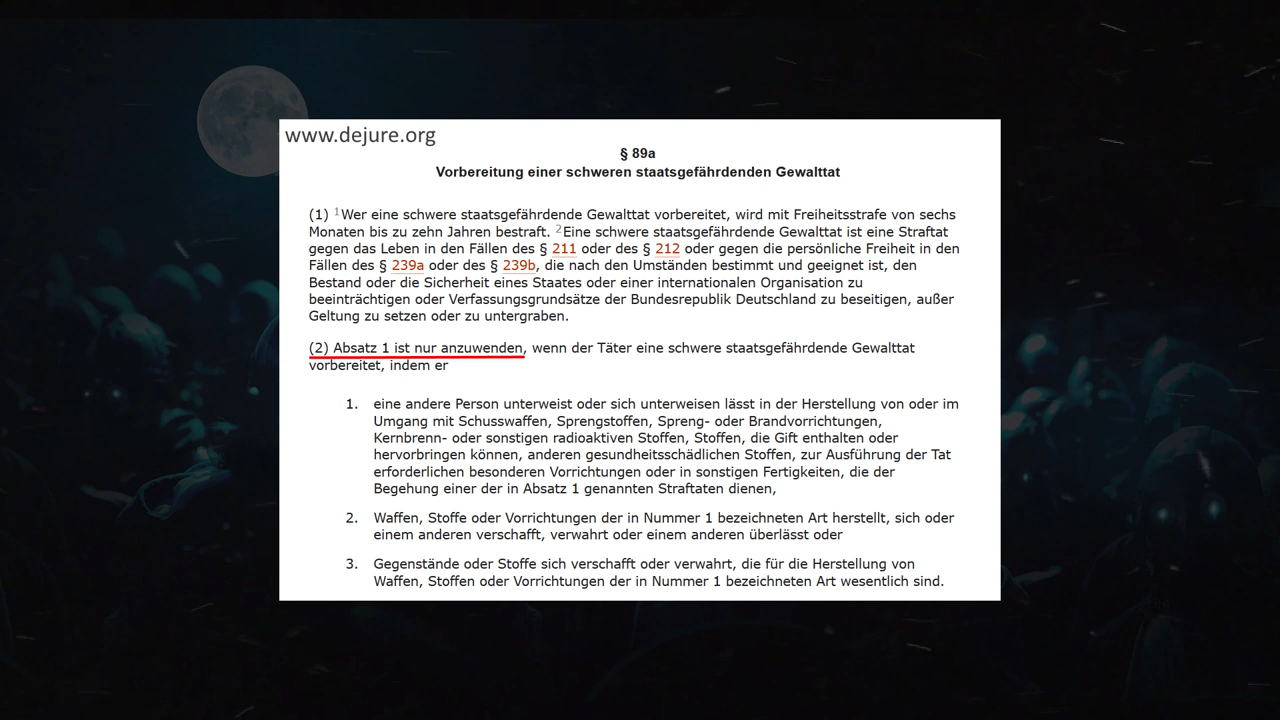 www.dejure.org
§ 89a
Vorbereitung einer schweren staatsgefährdenden Gewalttat
(1) ¹Wer eine schwere staatsgefährdende Gewalttat vorbereitet, wird mit Freiheitsstrafe von sechs
Monaten bis zu zehn Jahren bestraft. ²Eine schwere staatsgefährdende Gewalttat ist eine Straftat
gegen das Leben in den Fällen des § 211 oder des § 212 oder gegen die persönliche Freiheit in den
Fällen des § 239a oder des § 239b, die nach den Umständen bestimmt und geeignet ist, den
Bestand oder die Sicherheit eines Staates oder einer internationalen Organisation zu
beeinträchtigen oder Verfassungsgrundsätze der Bundesrepublik Deutschland zu beseitigen, außer
Geltung zu setzen oder zu untergraben.
(2) Absatz 1 ist nur anzuwenden, wenn der Täter eine schwere staatsgefährdende Gewalttat
vorbereitet, indem er
1. eine andere Person unterweist oder sich unterweisen lässt in der Herstellung von oder im
Umgang mit Schusswaffen, Sprengstoffen, Spreng- oder Brandvorrichtungen,
Kernbrenn- oder sonstigen radioaktiven Stoffen, Stoffen, die Gift enthalten oder
hervorbringen können, anderen gesundheitsschädlichen Stoffen, zur Ausführung der Tat
erforderlichen besonderen Vorrichtungen oder in sonstigen Fertigkeiten, die der
Begehung einer der in Absatz 1 genannten Straftaten dienen,
2. Waffen, Stoffe oder Vorrichtungen der in Nummer 1 bezeichneten Art herstellt, sich oder
einem anderen verschafft, verwahrt oder einem anderen überlässt oder
3. Gegenstände oder Stoffe sich verschafft oder verwahrt, die für die Herstellung von
Waffen, Stoffen oder Vorrichtungen der in Nummer 1 bezeichneten Art wesentlich sind.